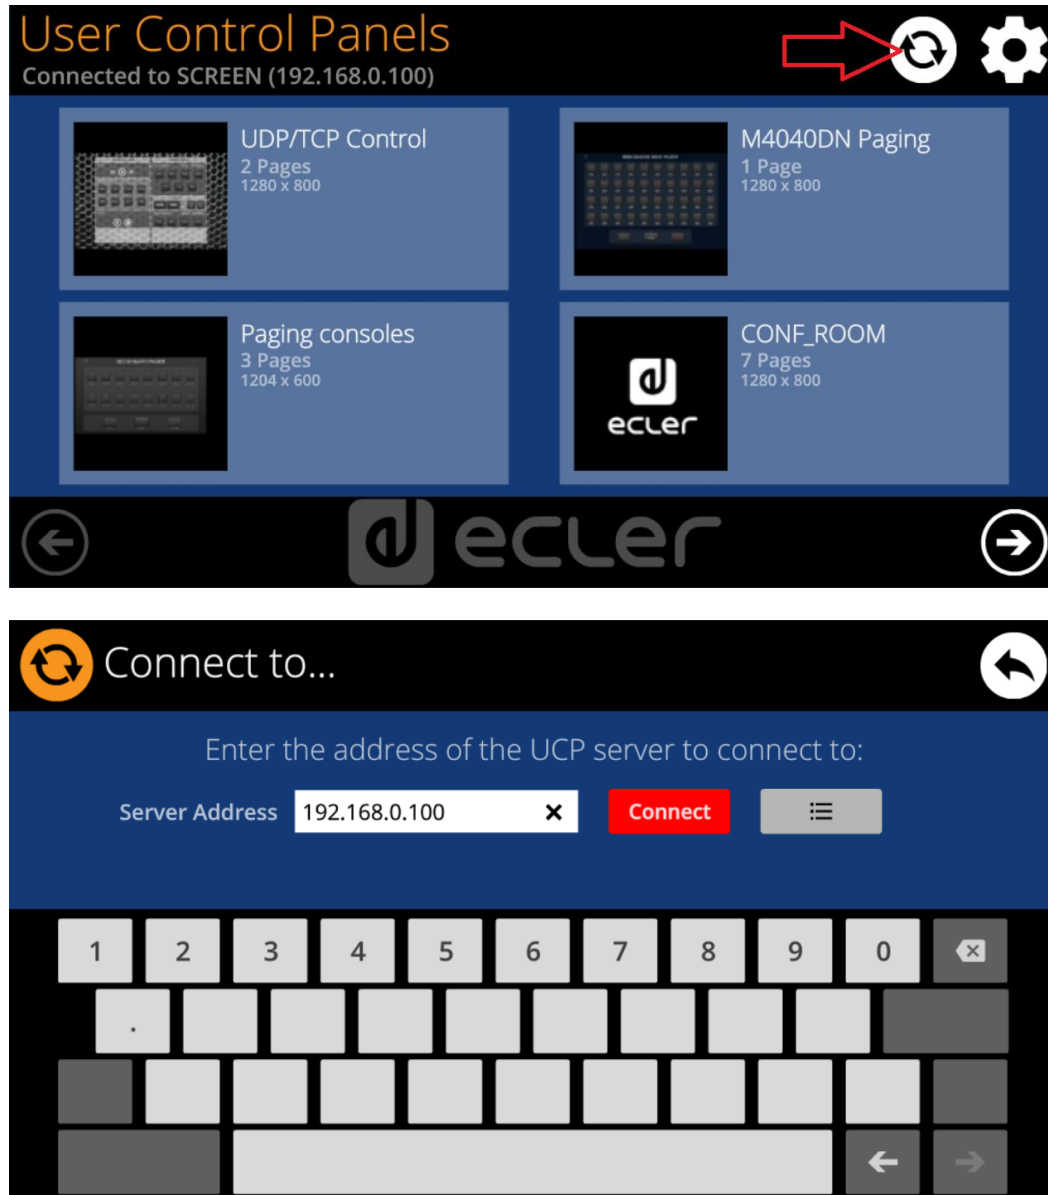 User Control Panels
Connected to SCREEN (192.168.0.100)
UDP/TCP Control
2 Pages
1280 x 800
M4040DN Paging
1 Page
1280 x 800
Paging consoles
3 Pages
1204 x 600
CONF_ROOM
7 Pages
1280 x 800
ecler
ecler
Connect to...
Enter the address of the UCP server to connect to:
Server Address 192.168.0.100 Connect
1 2 3 4 5 6 7 8 9 0
.